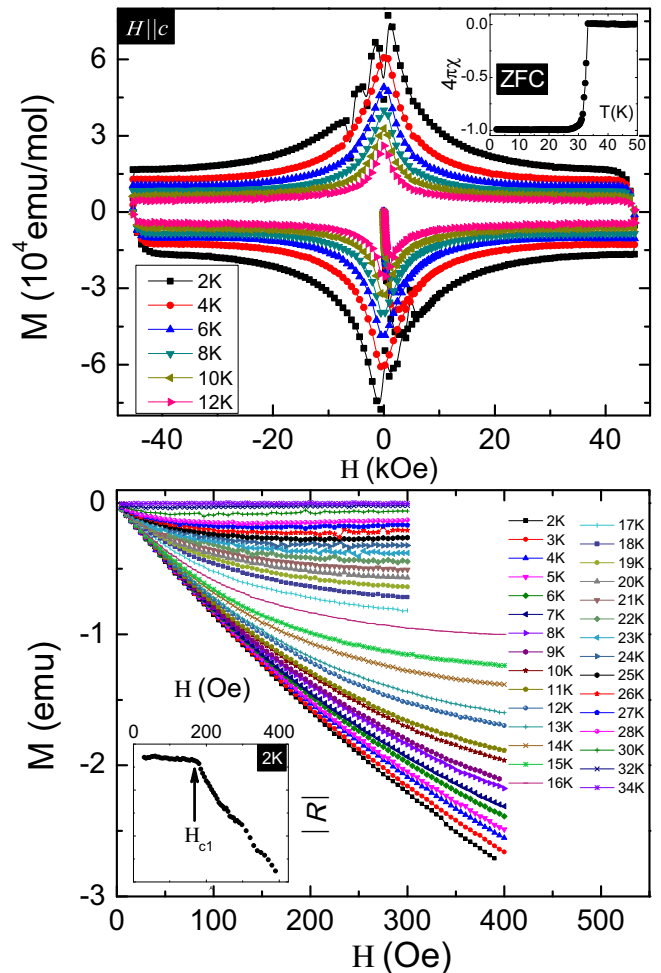 H||c
ZFC
4πχ
0.0
-0.5
-1.0
T(K)
0 10 20 30 40 50
M (10⁴ emu/mol)
6
3
0
-3
-6
2K
4K
6K
8K
10K
12K
-40 -20 0 20 40
H (kOe)
M (emu)
0
-1
-2
-3
2K
3K
4K
5K
6K
7K
8K
9K
10K
11K
12K
13K
14K
15K
16K
17K
18K
19K
20K
21K
22K
23K
24K
25K
26K
27K
28K
30K
32K
34K
H (Oe)
0 200 400
2K
Hc1
|R|
0 100 200 300 400 500
H (Oe)